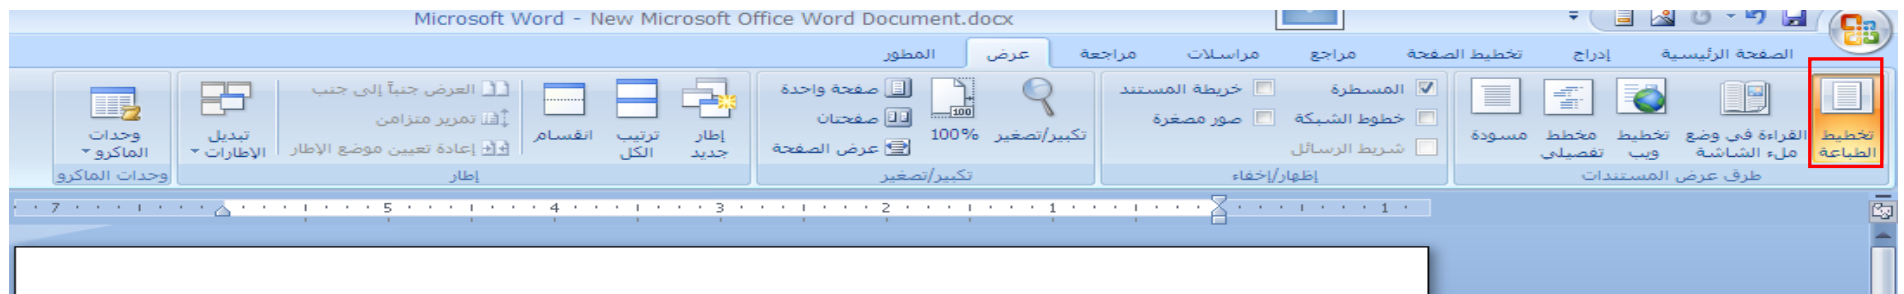 Microsoft Word - New Microsoft Office Word Document.docx
الصفحة الرئيسية إدراج تخطيط الصفحة مراجع مراسلات مراجعة عرض المطور
تخطيط الطباعة
القراءة في وضع ملء الشاشة
تخطيط ويب
مخطط تفصيلي
مسودة
طرق عرض المستندات
المسطرة
خطوط الشبكة
شريط الرسائل
خريطة المستند
صور مصغرة
إظهار/إخفاء
تكبير/تصغير
100%
100
صفحة واحدة
صفحتان
عرض الصفحة
تكبير/تصغير
إطار جديد
ترتيب الكل
انقسام
العرض جنباً إلى جنب
تمرير متزامن
إعادة تعيين موضع الإطار
تبديل الإطارات
إطار
وحدات الماكرو
وحدات الماكرو
1 1 2 3 4 5 7